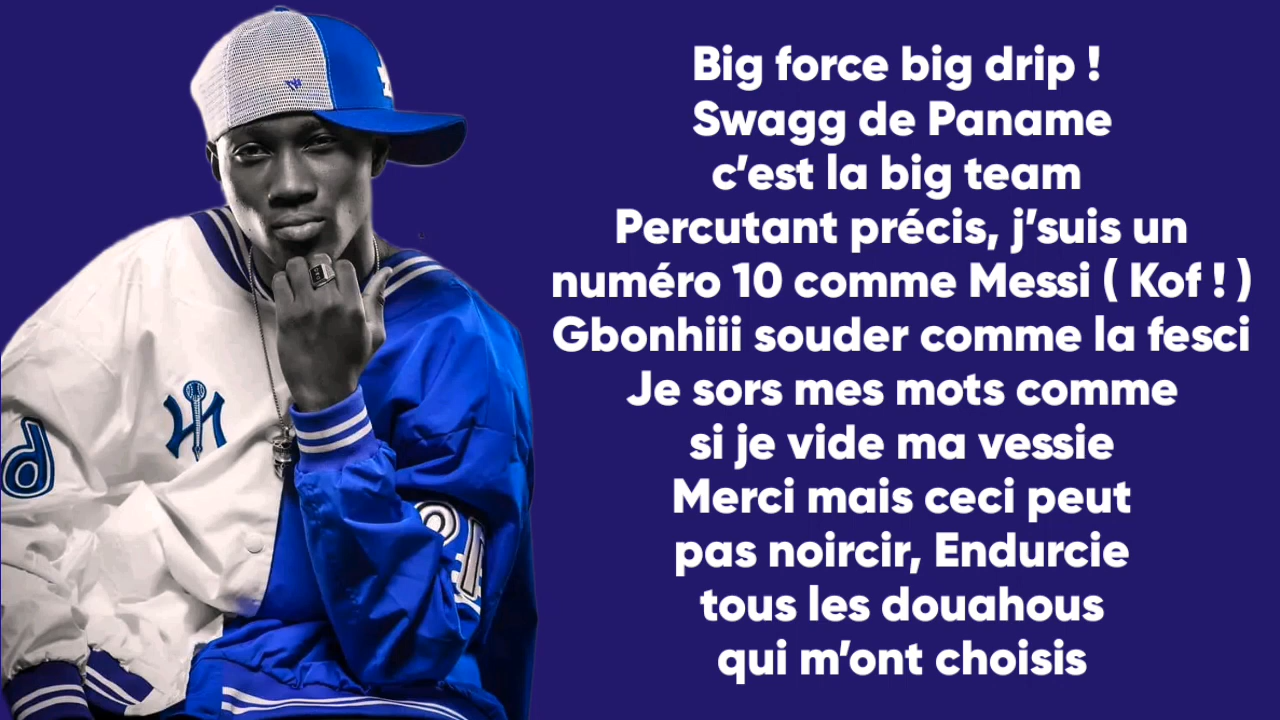 Big force big drip !
Swagg de Paname
c’est la big team
Percutant précis, j’suis un
numéro 10 comme Messi ( Kof ! )
Gbonhiii souder comme la fesci
Je sors mes mots comme
si je vide ma vessie
Merci mais ceci peut
pas noircir, Endurcie
tous les douahous
qui m’ont choisis